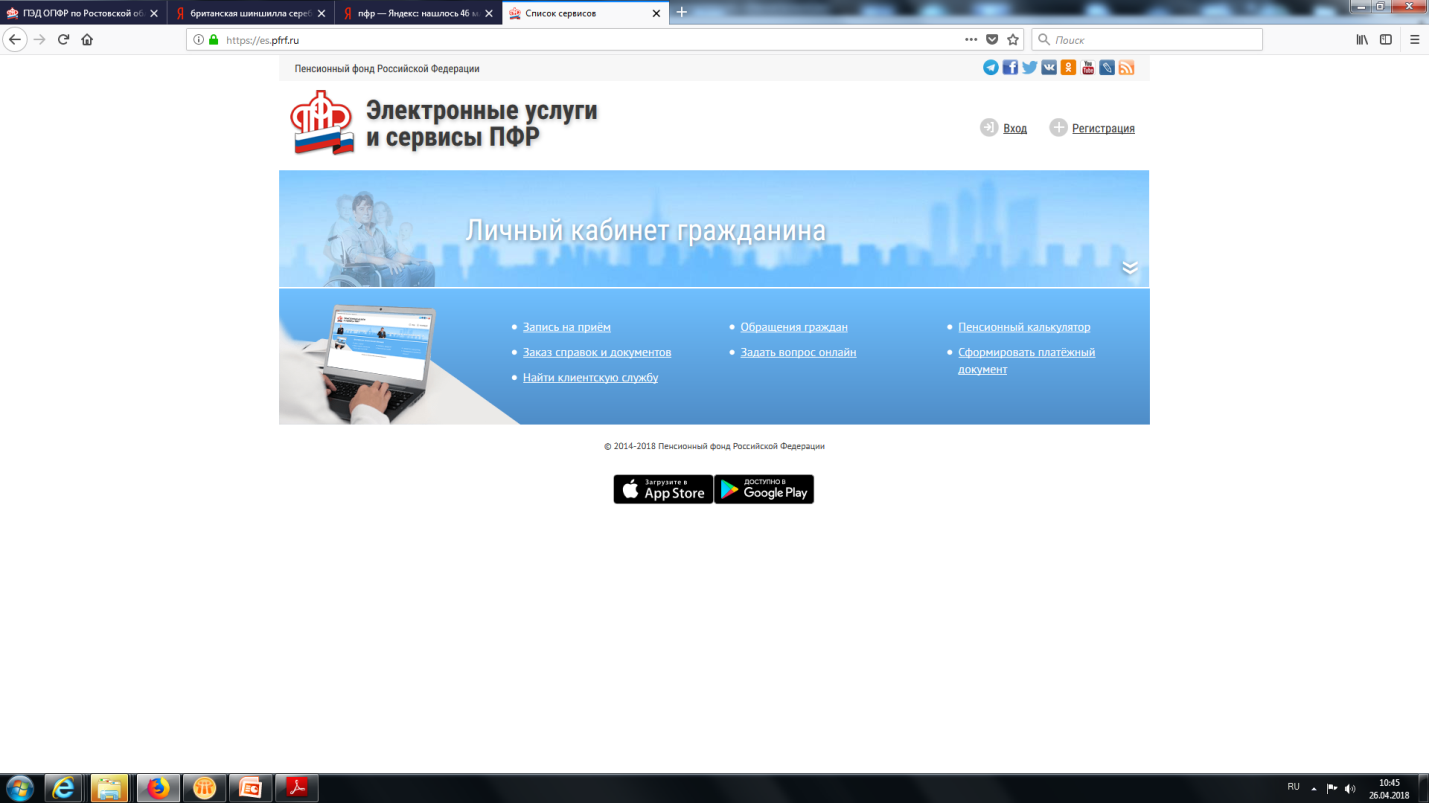 ПЭД ОПФР по Ростовской об
британская шиншилла сереб
пфр — Яндекс: нашлось 46 м
Список сервисов
https://es.pfrf.ru
Поиск
Пенсионный фонд Российской Федерации
Электронные услуги
и сервисы ПФР
Вход
Регистрация
Личный кабинет гражданина
Запись на приём
Обращения граждан
Пенсионный калькулятор
Заказ справок и документов
Задать вопрос онлайн
Сформировать платёжный
документ
Найти клиентскую службу
© 2014-2018 Пенсионный фонд Российской Федерации
Загрузите в
App Store
ДОСТУПНО В
Google Play
RU
10:45
26.04.2018